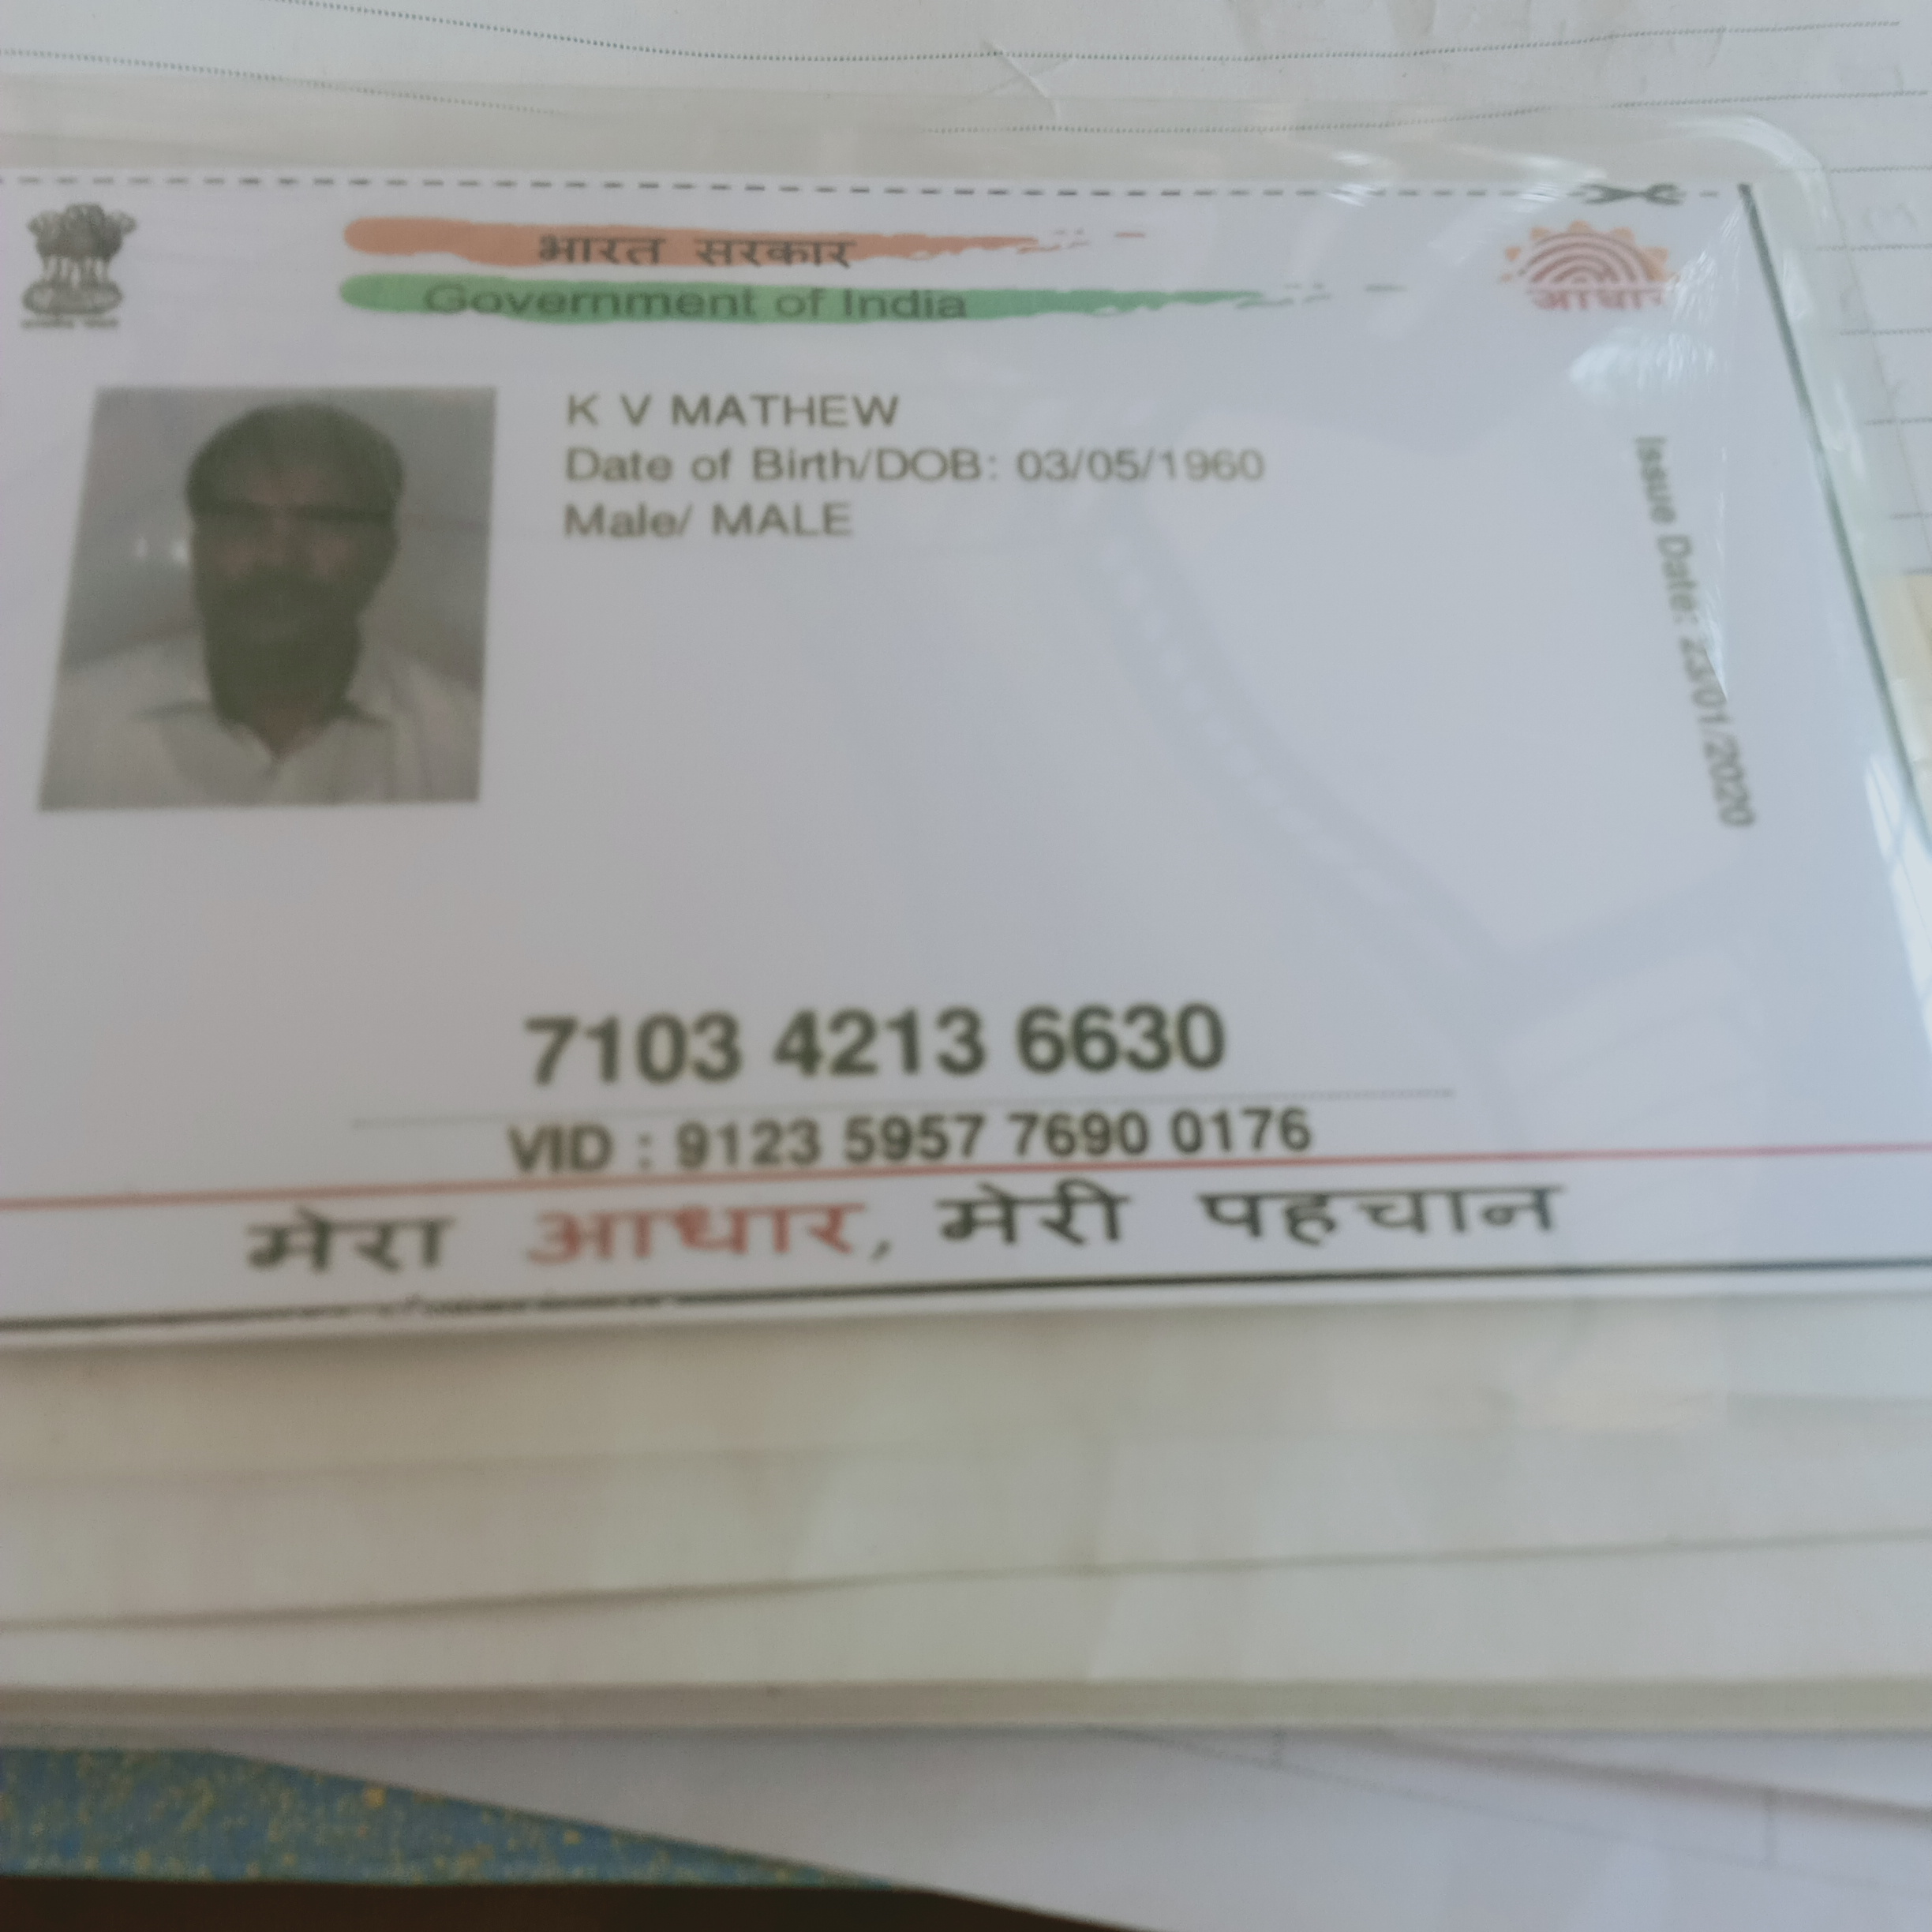 भारत सरकार
Government of India
आधार
K V MATHEW
Date of Birth/DOB: 03/05/1960
Male/ MALE
Issue Date: 23/01/2020
7103 4213 6630
VID : 9123 5957 7690 0176
मेरा आधार, मेरी पहचान